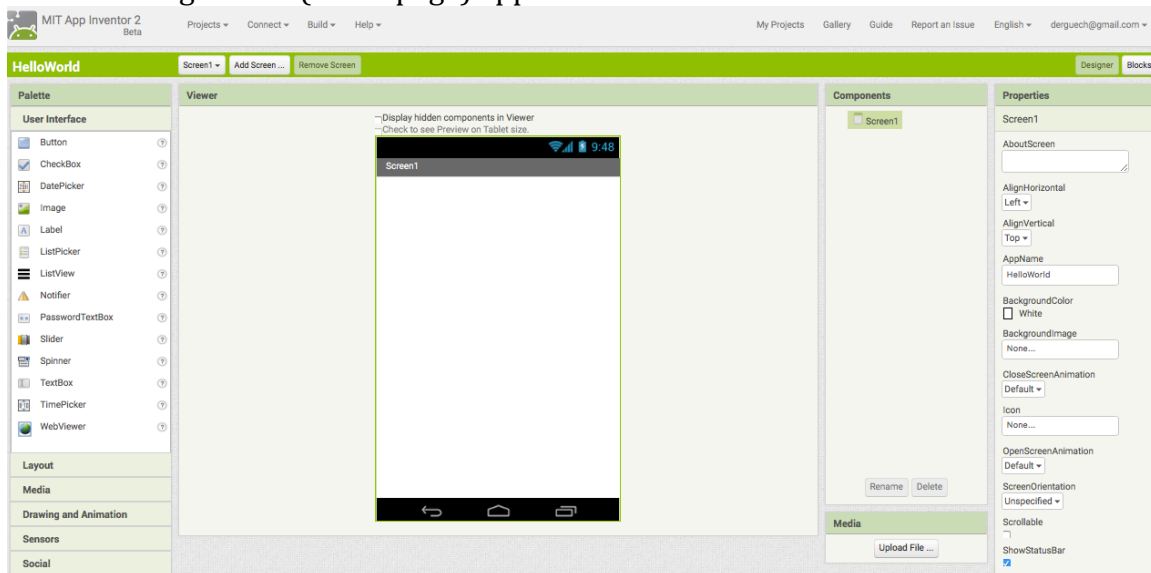 MIT App Inventor 2
Beta
Projects Connect Build Help
My Projects Gallery Guide Report an Issue English derguech@gmail.com
HelloWorld
Screen1 Add Screen ... Remove Screen
Designer Blocks
Palette
User Interface
Button
CheckBox
DatePicker
Image
Label
ListPicker
ListView
Notifier
PasswordTextBox
Slider
Spinner
TextBox
TimePicker
WebViewer
Layout
Media
Drawing and Animation
Sensors
Social
Viewer
Display hidden components in Viewer
Check to see Preview on Tablet size.
9:48
Screen1
Components
Screen1
Rename Delete
Media
Upload File ...
Properties
Screen1
AboutScreen
AlignHorizontal
Left
AlignVertical
Top
AppName
HelloWorld
BackgroundColor
White
BackgroundImage
None...
CloseScreenAnimation
Default
Icon
None...
OpenScreenAnimation
Default
ScreenOrientation
Unspecified
Scrollable
ShowStatusBar